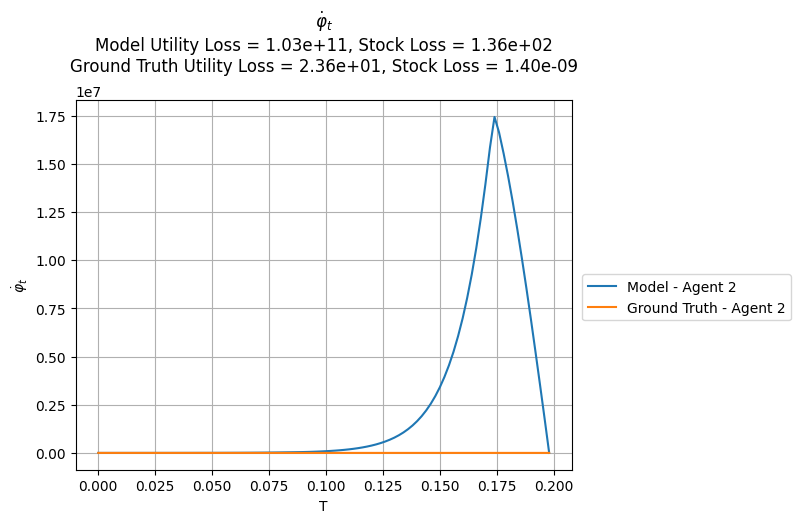 φ̇ₜ
Model Utility Loss = 1.03e+11, Stock Loss = 1.36e+02
Ground Truth Utility Loss = 2.36e+01, Stock Loss = 1.40e-09
1e7
1.75
1.50
1.25
1.00
0.75
0.50
0.25
0.00
φ̇ₜ
0.000 0.025 0.050 0.075 0.100 0.125 0.150 0.175 0.200
T
Model - Agent 2
Ground Truth - Agent 2